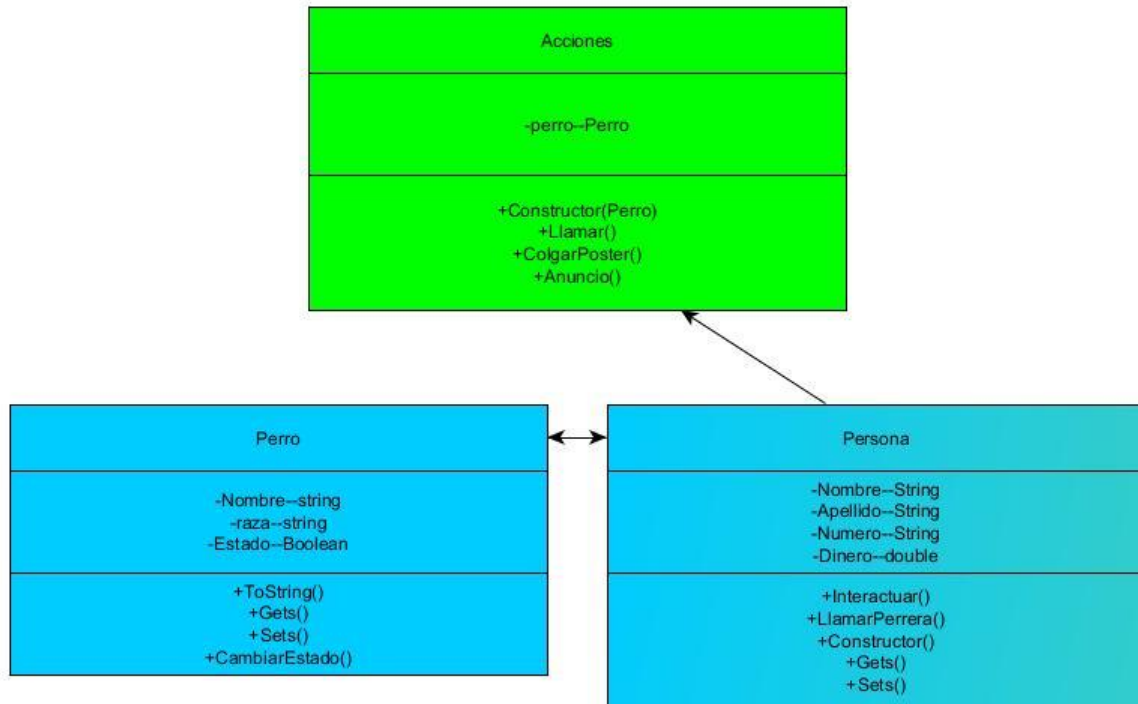 Acciones
-perro--Perro
+Constructor(Perro)
+Llamar()
+ColgarPoster()
+Anuncio()
Perro
-Nombre--string
-raza--string
-Estado--Boolean
+ToString()
+Gets()
+Sets()
+CambiarEstado()
Persona
-Nombre--String
-Apellido--String
-Numero--String
-Dinero--double
+Interactuar()
+LlamarPerrera()
+Constructor()
+Gets()
+Sets()